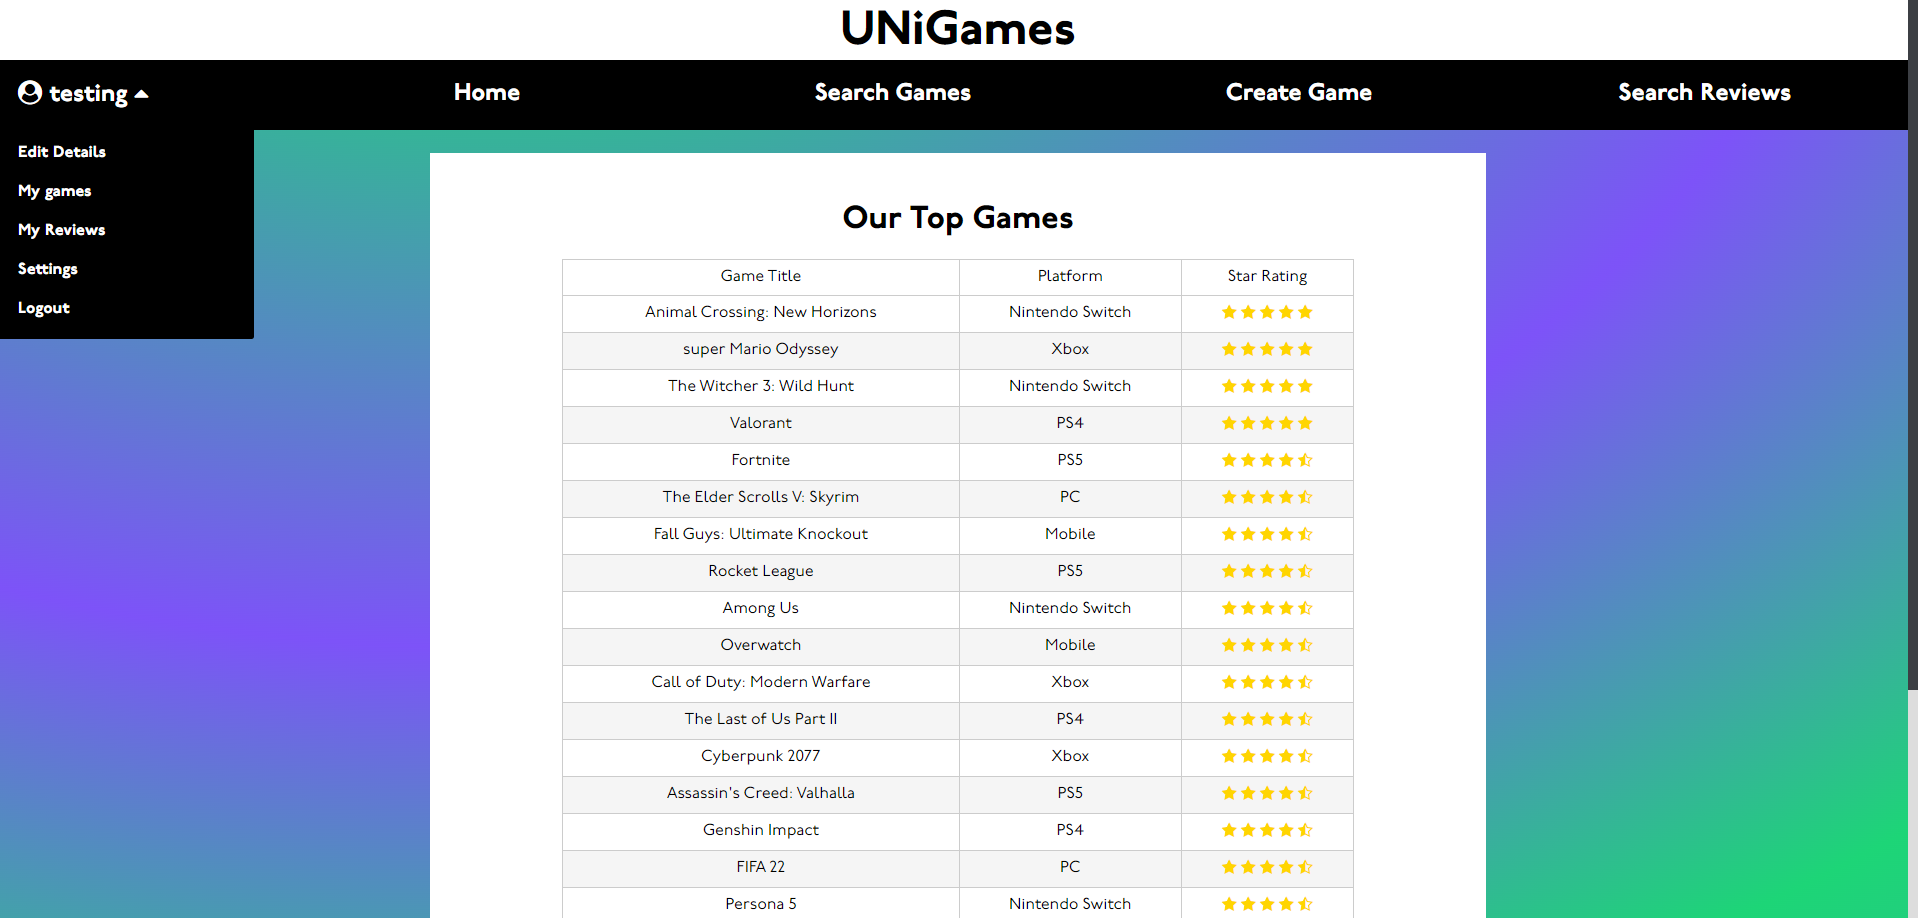 UNiGames
testing Home Search Games Create Game Search Reviews
Edit Details
My games
My Reviews
Settings
Logout
Our Top Games
Game Title Platform Star Rating
Animal Crossing: New Horizons Nintendo Switch
super Mario Odyssey Xbox
The Witcher 3: Wild Hunt Nintendo Switch
Valorant PS4
Fortnite PS5
The Elder Scrolls V: Skyrim PC
Fall Guys: Ultimate Knockout Mobile
Rocket League PS5
Among Us Nintendo Switch
Overwatch Mobile
Call of Duty: Modern Warfare Xbox
The Last of Us Part II PS4
Cyberpunk 2077 Xbox
Assassin's Creed: Valhalla PS5
Genshin Impact PS4
FIFA 22 PC
Persona 5 Nintendo Switch